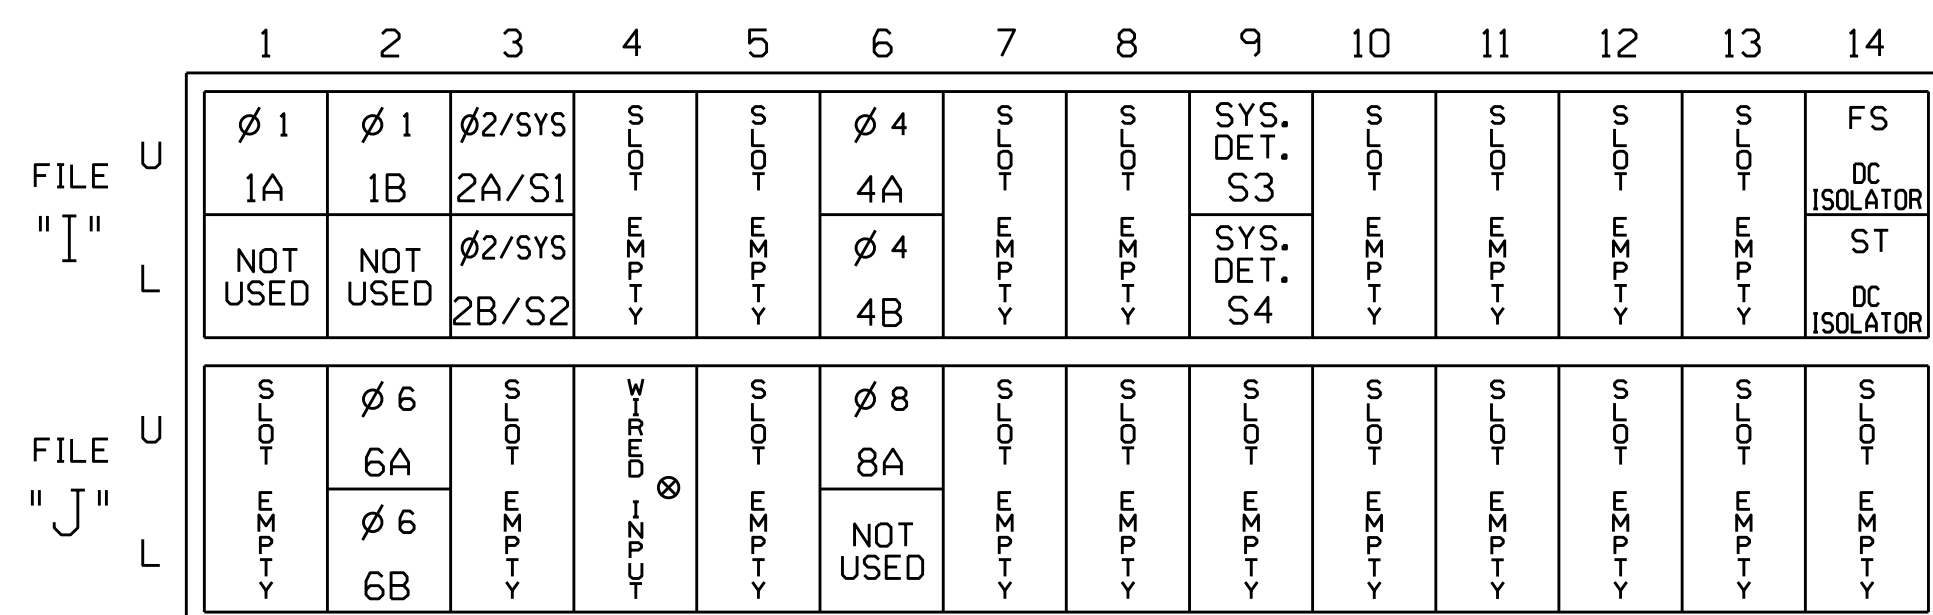 1 2 3 4 5 6 7 8 9 10 11 12 13 14
FILE
"I"
U
L
Ø 1
1A
NOT
USED
Ø 1
1B
NOT
USED
Ø2/SYS
2A/S1
Ø2/SYS
2B/S2
SLOT EMPTY
SLOT EMPTY
Ø 4
4A
Ø 4
4B
SLOT EMPTY
SLOT EMPTY
SYS.
DET.
S3
SYS.
DET.
S4
SLOT EMPTY
SLOT EMPTY
SLOT EMPTY
SLOT EMPTY
FS
DC
ISOLATOR
ST
DC
ISOLATOR
FILE
"J"
U
L
SLOT EMPTY
Ø 6
6A
Ø 6
6B
SLOT EMPTY
WIRED INPUT
SLOT EMPTY
Ø 8
8A
NOT
USED
SLOT EMPTY
SLOT EMPTY
SLOT EMPTY
SLOT EMPTY
SLOT EMPTY
SLOT EMPTY
SLOT EMPTY
SLOT EMPTY